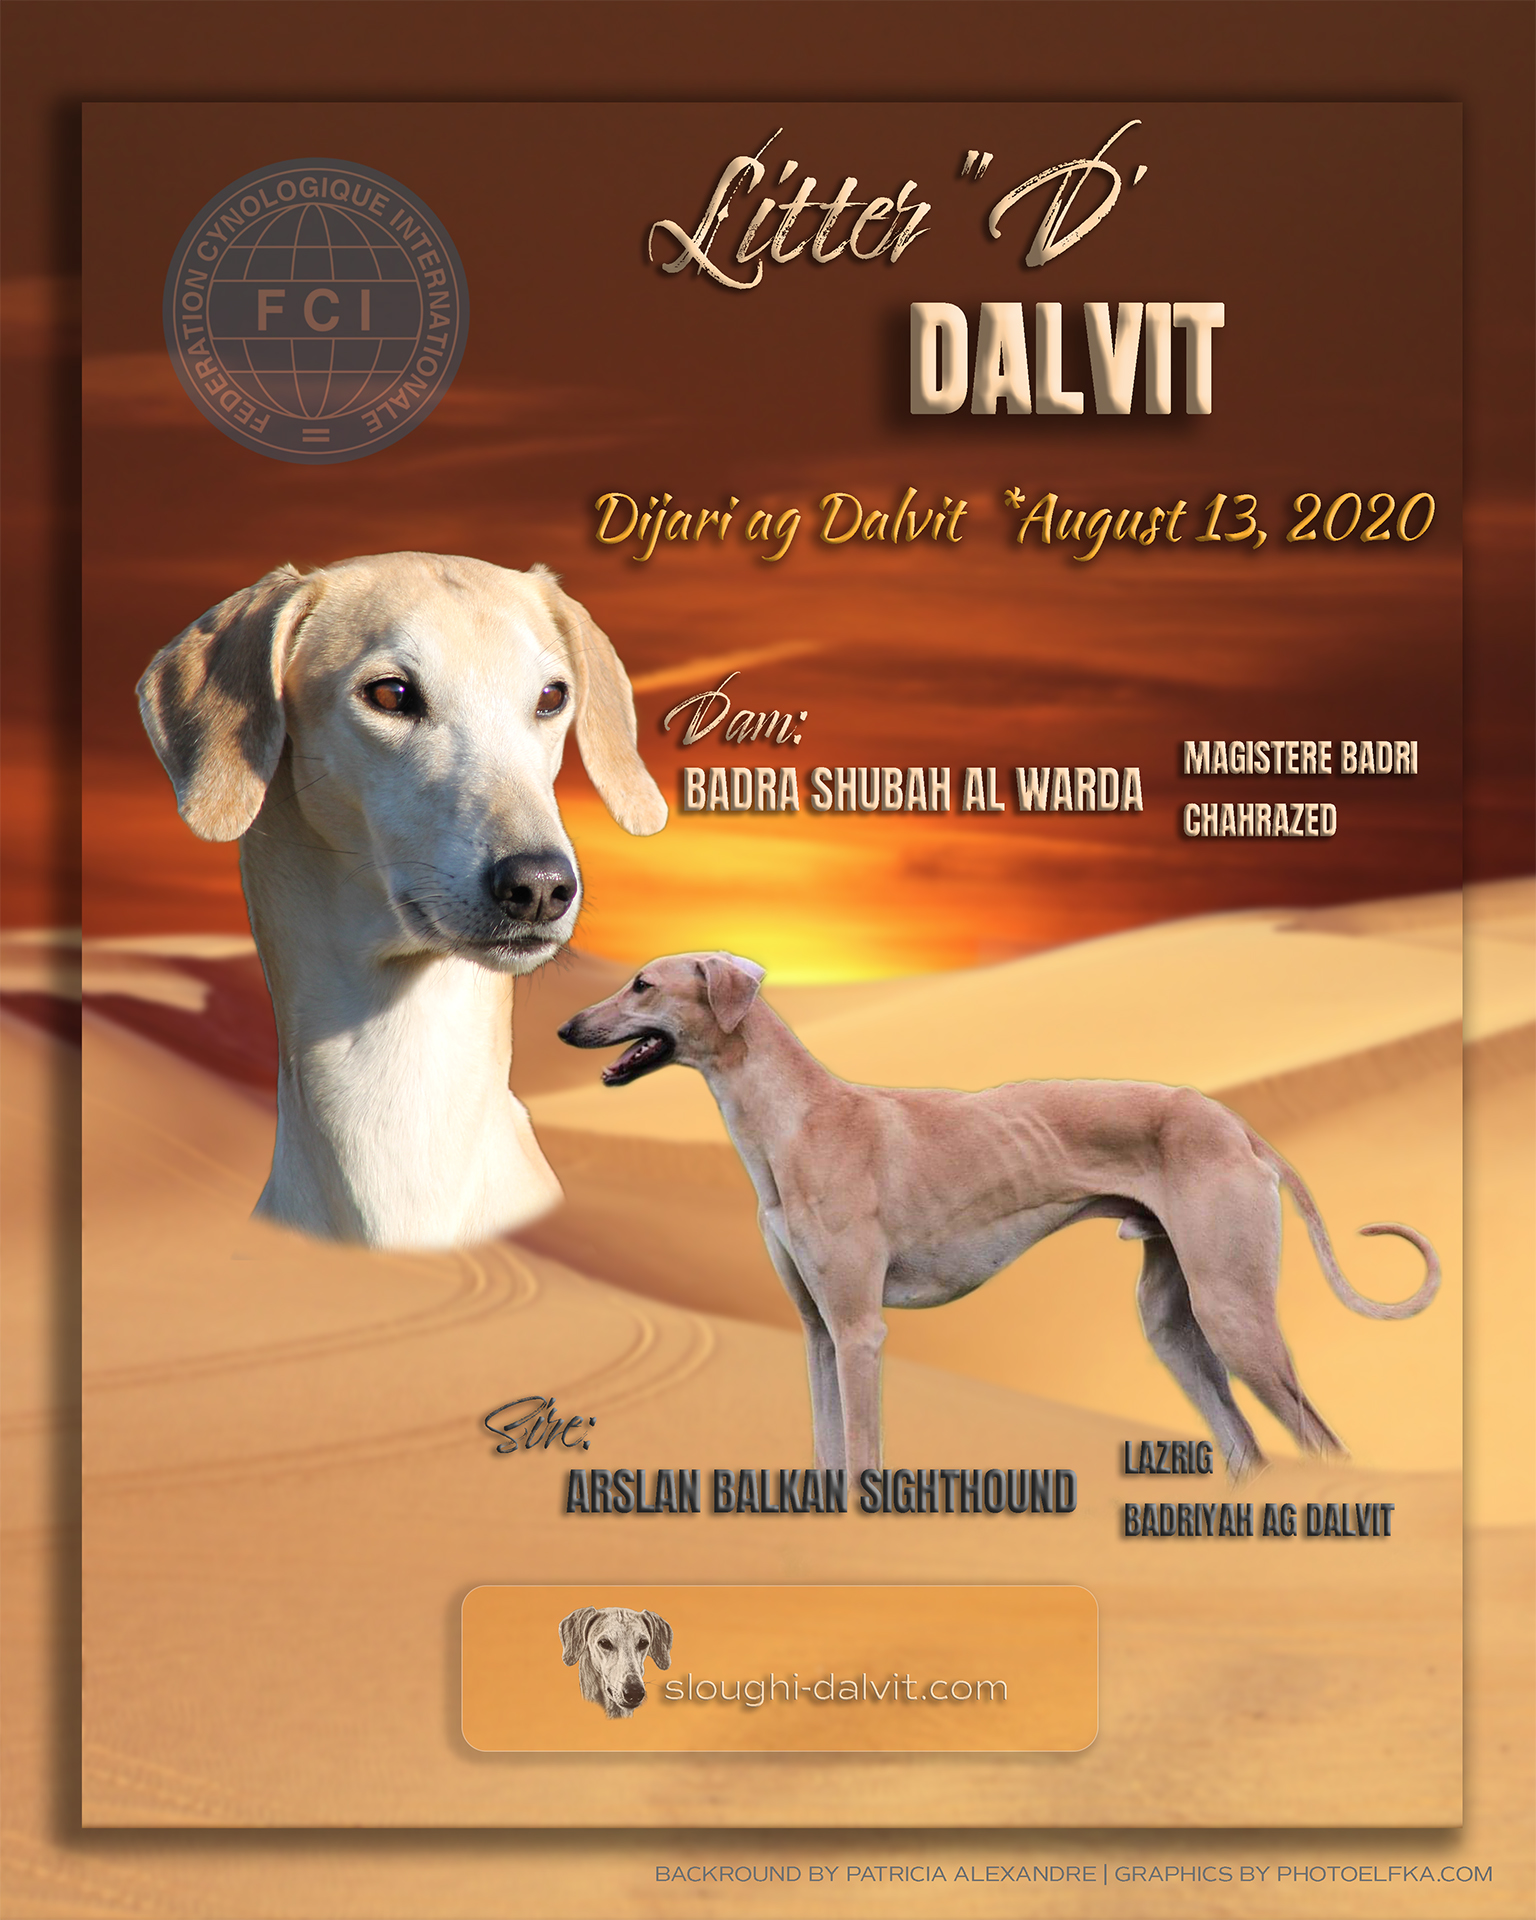 FEDERATION CYNOLOGIQUE INTERNATIONALE
FCI
Litter "D'
DALVIT
Dijari ag Dalvit *August 13, 2020
Dam:
BADRA SHUBAH AL WARDA
MAGISTERE BADRI
GHAHRAZED
Sire:
ARSLAN BALKAN SIGHTHOUND
LAZRIG
BADRIYAH AG DALVIT
sloughi-dalvit.com
BACKROUND BY PATRICIA ALEXANDRE | GRAPHICS BY PHOTOELFKA.COM